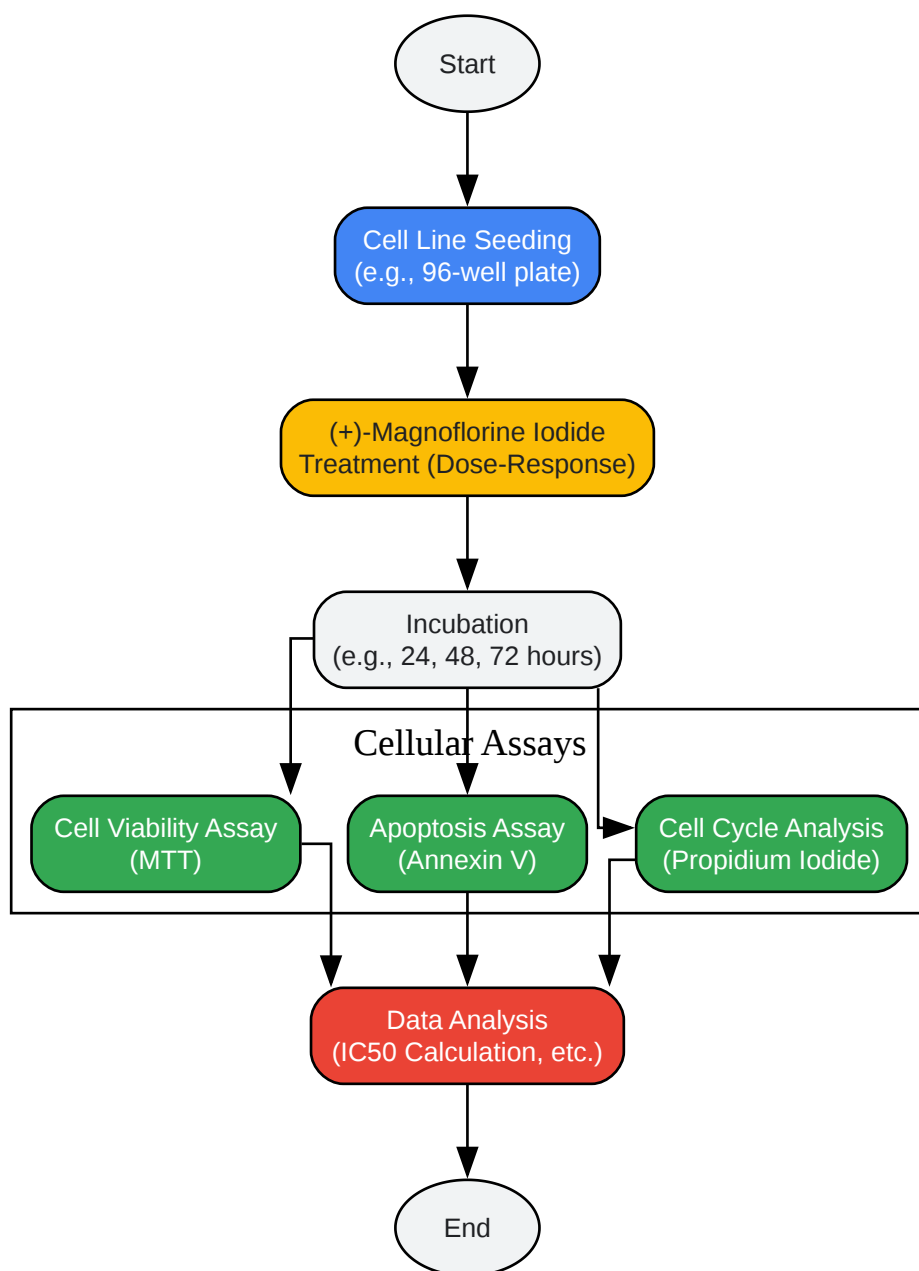 Start
Cell Line Seeding
(e.g., 96-well plate)
(+)-Magnoflorine Iodide
Treatment (Dose-Response)
Incubation
(e.g., 24, 48, 72 hours)
Cellular Assays
Cell Viability Assay
(MTT)
Apoptosis Assay
(Annexin V)
Cell Cycle Analysis
(Propidium Iodide)
Data Analysis
(IC50 Calculation, etc.)
End